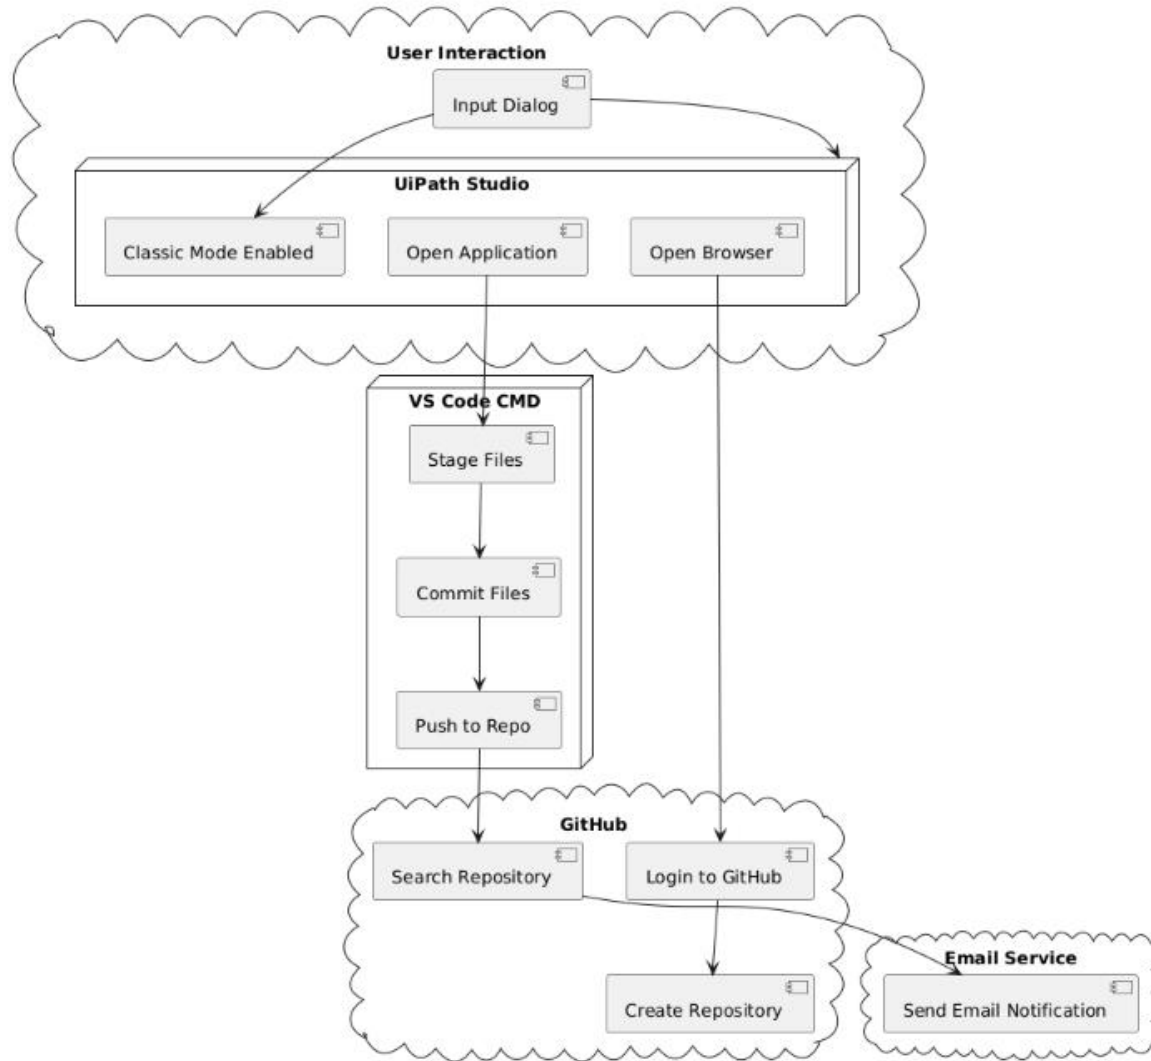 User Interaction
Input Dialog
UiPath Studio
Classic Mode Enabled
Open Application
Open Browser
VS Code CMD
Stage Files
Commit Files
Push to Repo
GitHub
Search Repository
Login to GitHub
Email Service
Create Repository
Send Email Notification